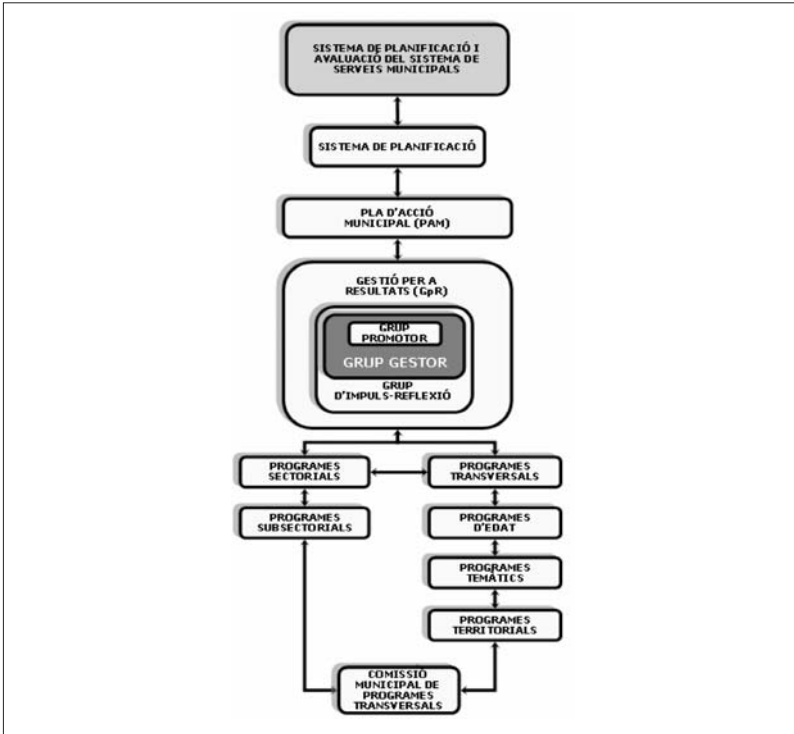 SISTEMA DE PLANIFICACIÓ I
AVALUACIÓ DEL SISTEMA DE
SERVEIS MUNICIPALS
SISTEMA DE PLANIFICACIÓ
PLA D'ACCIÓ
MUNICIPAL (PAM)
GESTIÓ PER A
RESULTATS (GpR)
GRUP
PROMOTOR
GRUP GESTOR
GRUP
D'IMPULS-REFLEXIÓ
PROGRAMES
SECTORIALS
PROGRAMES
TRANSVERSALS
PROGRAMES
SUBSECTORIALS
PROGRAMES
D'EDAT
PROGRAMES
TEMÀTICS
PROGRAMES
TERRITORIALS
COMISSIÓ
MUNICIPAL DE
PROGRAMES
TRANSVERSALS